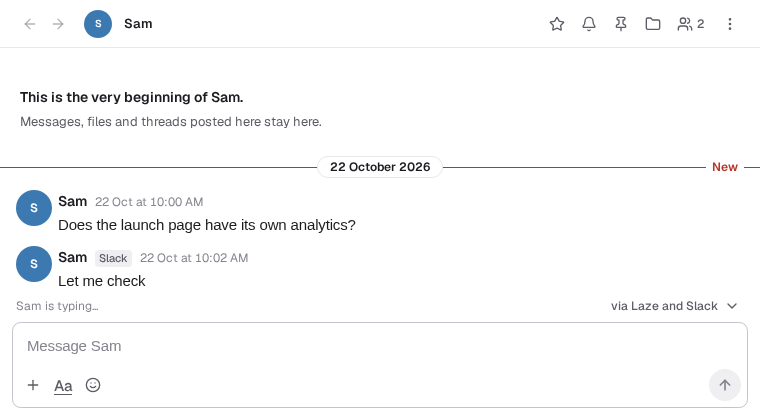 S Sam 2
This is the very beginning of Sam.
Messages, files and threads posted here stay here.
22 October 2026 New
S Sam 22 Oct at 10:00 AM
Does the launch page have its own analytics?
S Sam Slack 22 Oct at 10:02 AM
Let me check
Sam is typing… via Laze and Slack
Message Sam
Aa